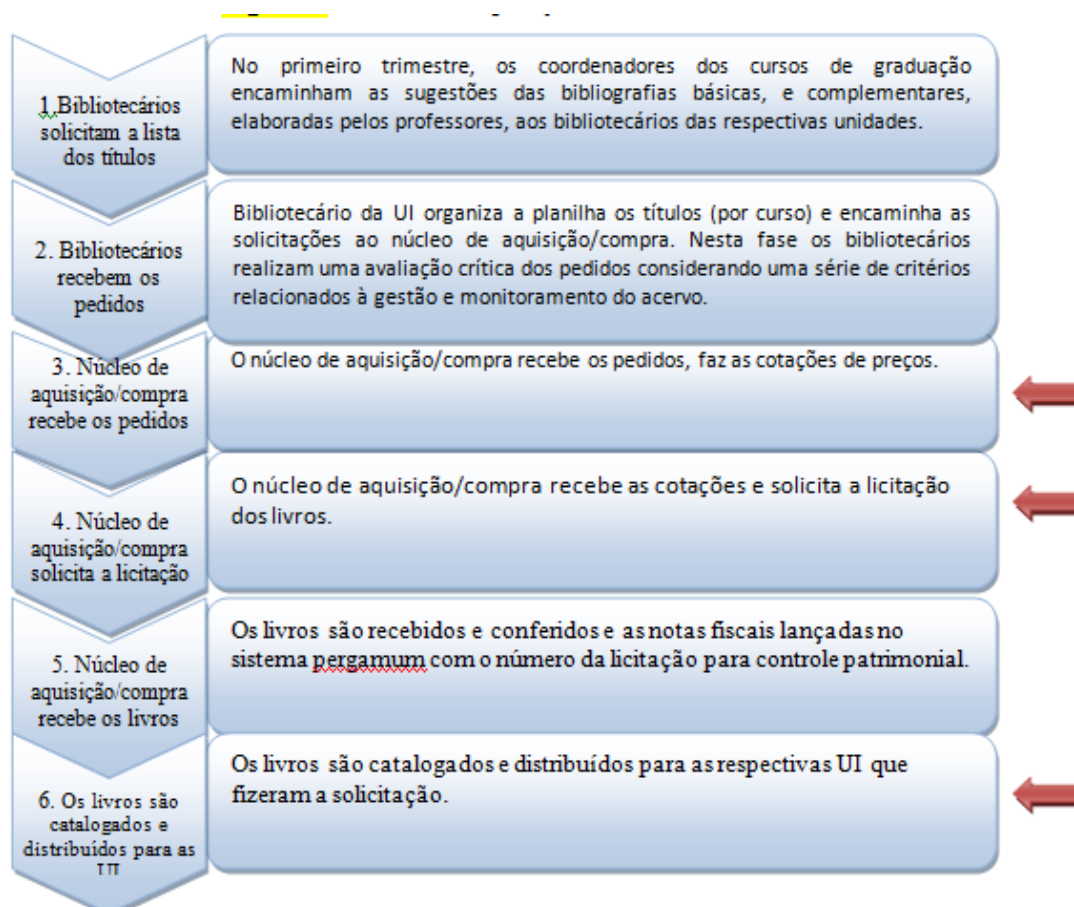 1.Bibliotecários
solicitam a lista
dos títulos
No primeiro trimestre, os coordenadores dos cursos de graduação
encaminham as sugestões das bibliografias básicas, e complementares,
elaboradas pelos professores, aos bibliotecários das respectivas unidades.
2. Bibliotecários
recebem os
pedidos
Bibliotecário da UI organiza a planilha os títulos (por curso) e encaminha as
solicitações ao núcleo de aquisição/compra. Nesta fase os bibliotecários
realizam uma avaliação crítica dos pedidos considerando uma série de critérios
relacionados à gestão e monitoramento do acervo.
3. Núcleo de
aquisição/compra
recebe os pedidos
O núcleo de aquisição/compra recebe os pedidos, faz as cotações de preços.
4. Núcleo de
aquisição/compra
solicita a licitação
O núcleo de aquisição/compra recebe as cotações e solicita a licitação
dos livros.
5. Núcleo de
aquisição/compra
recebe os livros
Os livros são recebidos e conferidos e as notas fiscais lançadas no
sistema pergamum com o número da licitação para controle patrimonial.
6. Os livros são
catalogados e
distribuídos para as
UI
Os livros são catalogados e distribuídos para as respectivas UI que
fizeram a solicitação.